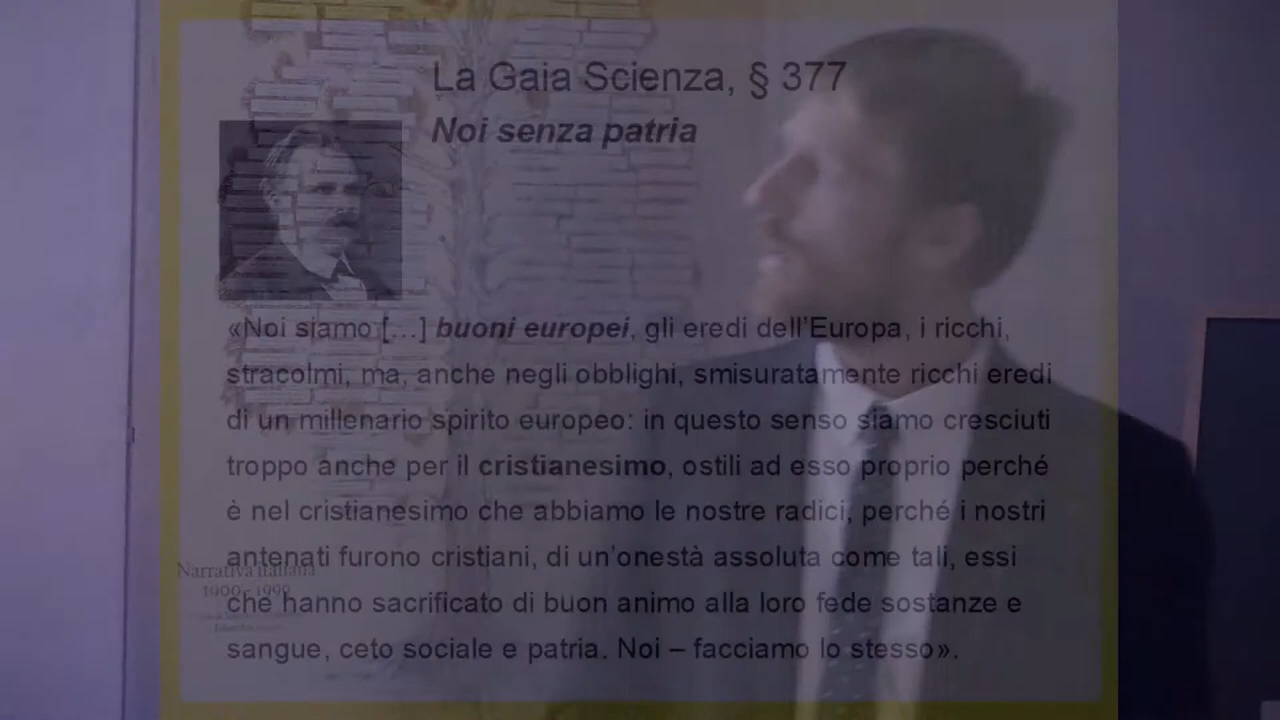 La Gaia Scienza, § 377
Noi senza patria
«Noi siamo […] buoni europei, gli eredi dell'Europa, i ricchi,
stracolmi, ma, anche negli obblighi, smisuratamente ricchi eredi
di un millenario spirito europeo: in questo senso siamo cresciuti
troppo anche per il cristianesimo, ostili ad esso proprio perché
è nel cristianesimo che abbiamo le nostre radici, perché i nostri
antenati furono cristiani, di un'onestà assoluta come tali, essi
che hanno sacrificato di buon animo alla loro fede sostanze e
sangue, ceto sociale e patria. Noi – facciamo lo stesso».
Narrativa italiana
1900-1999